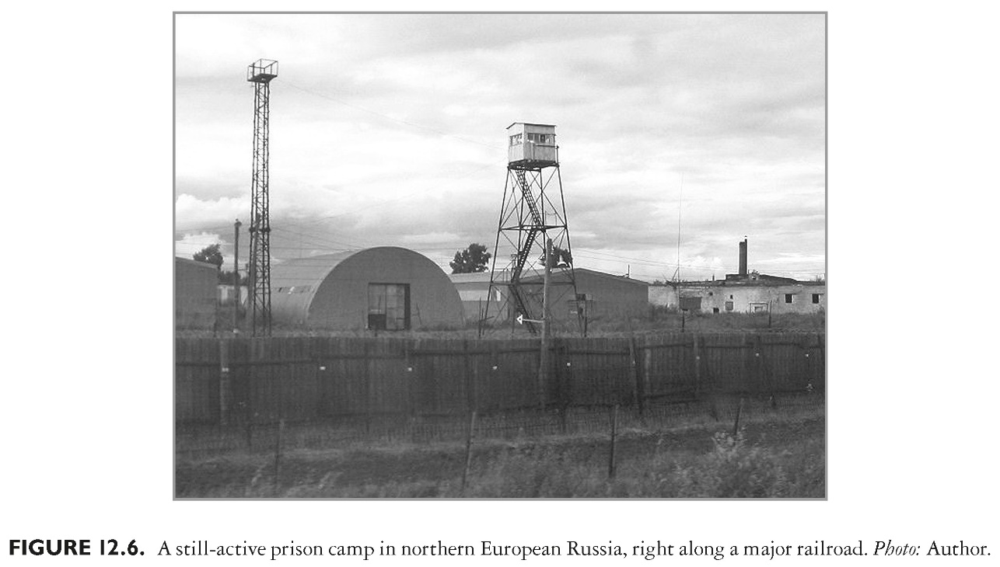 FIGURE 12.6. A still-active prison camp in northern European Russia, right along a major railroad. Photo: Author.